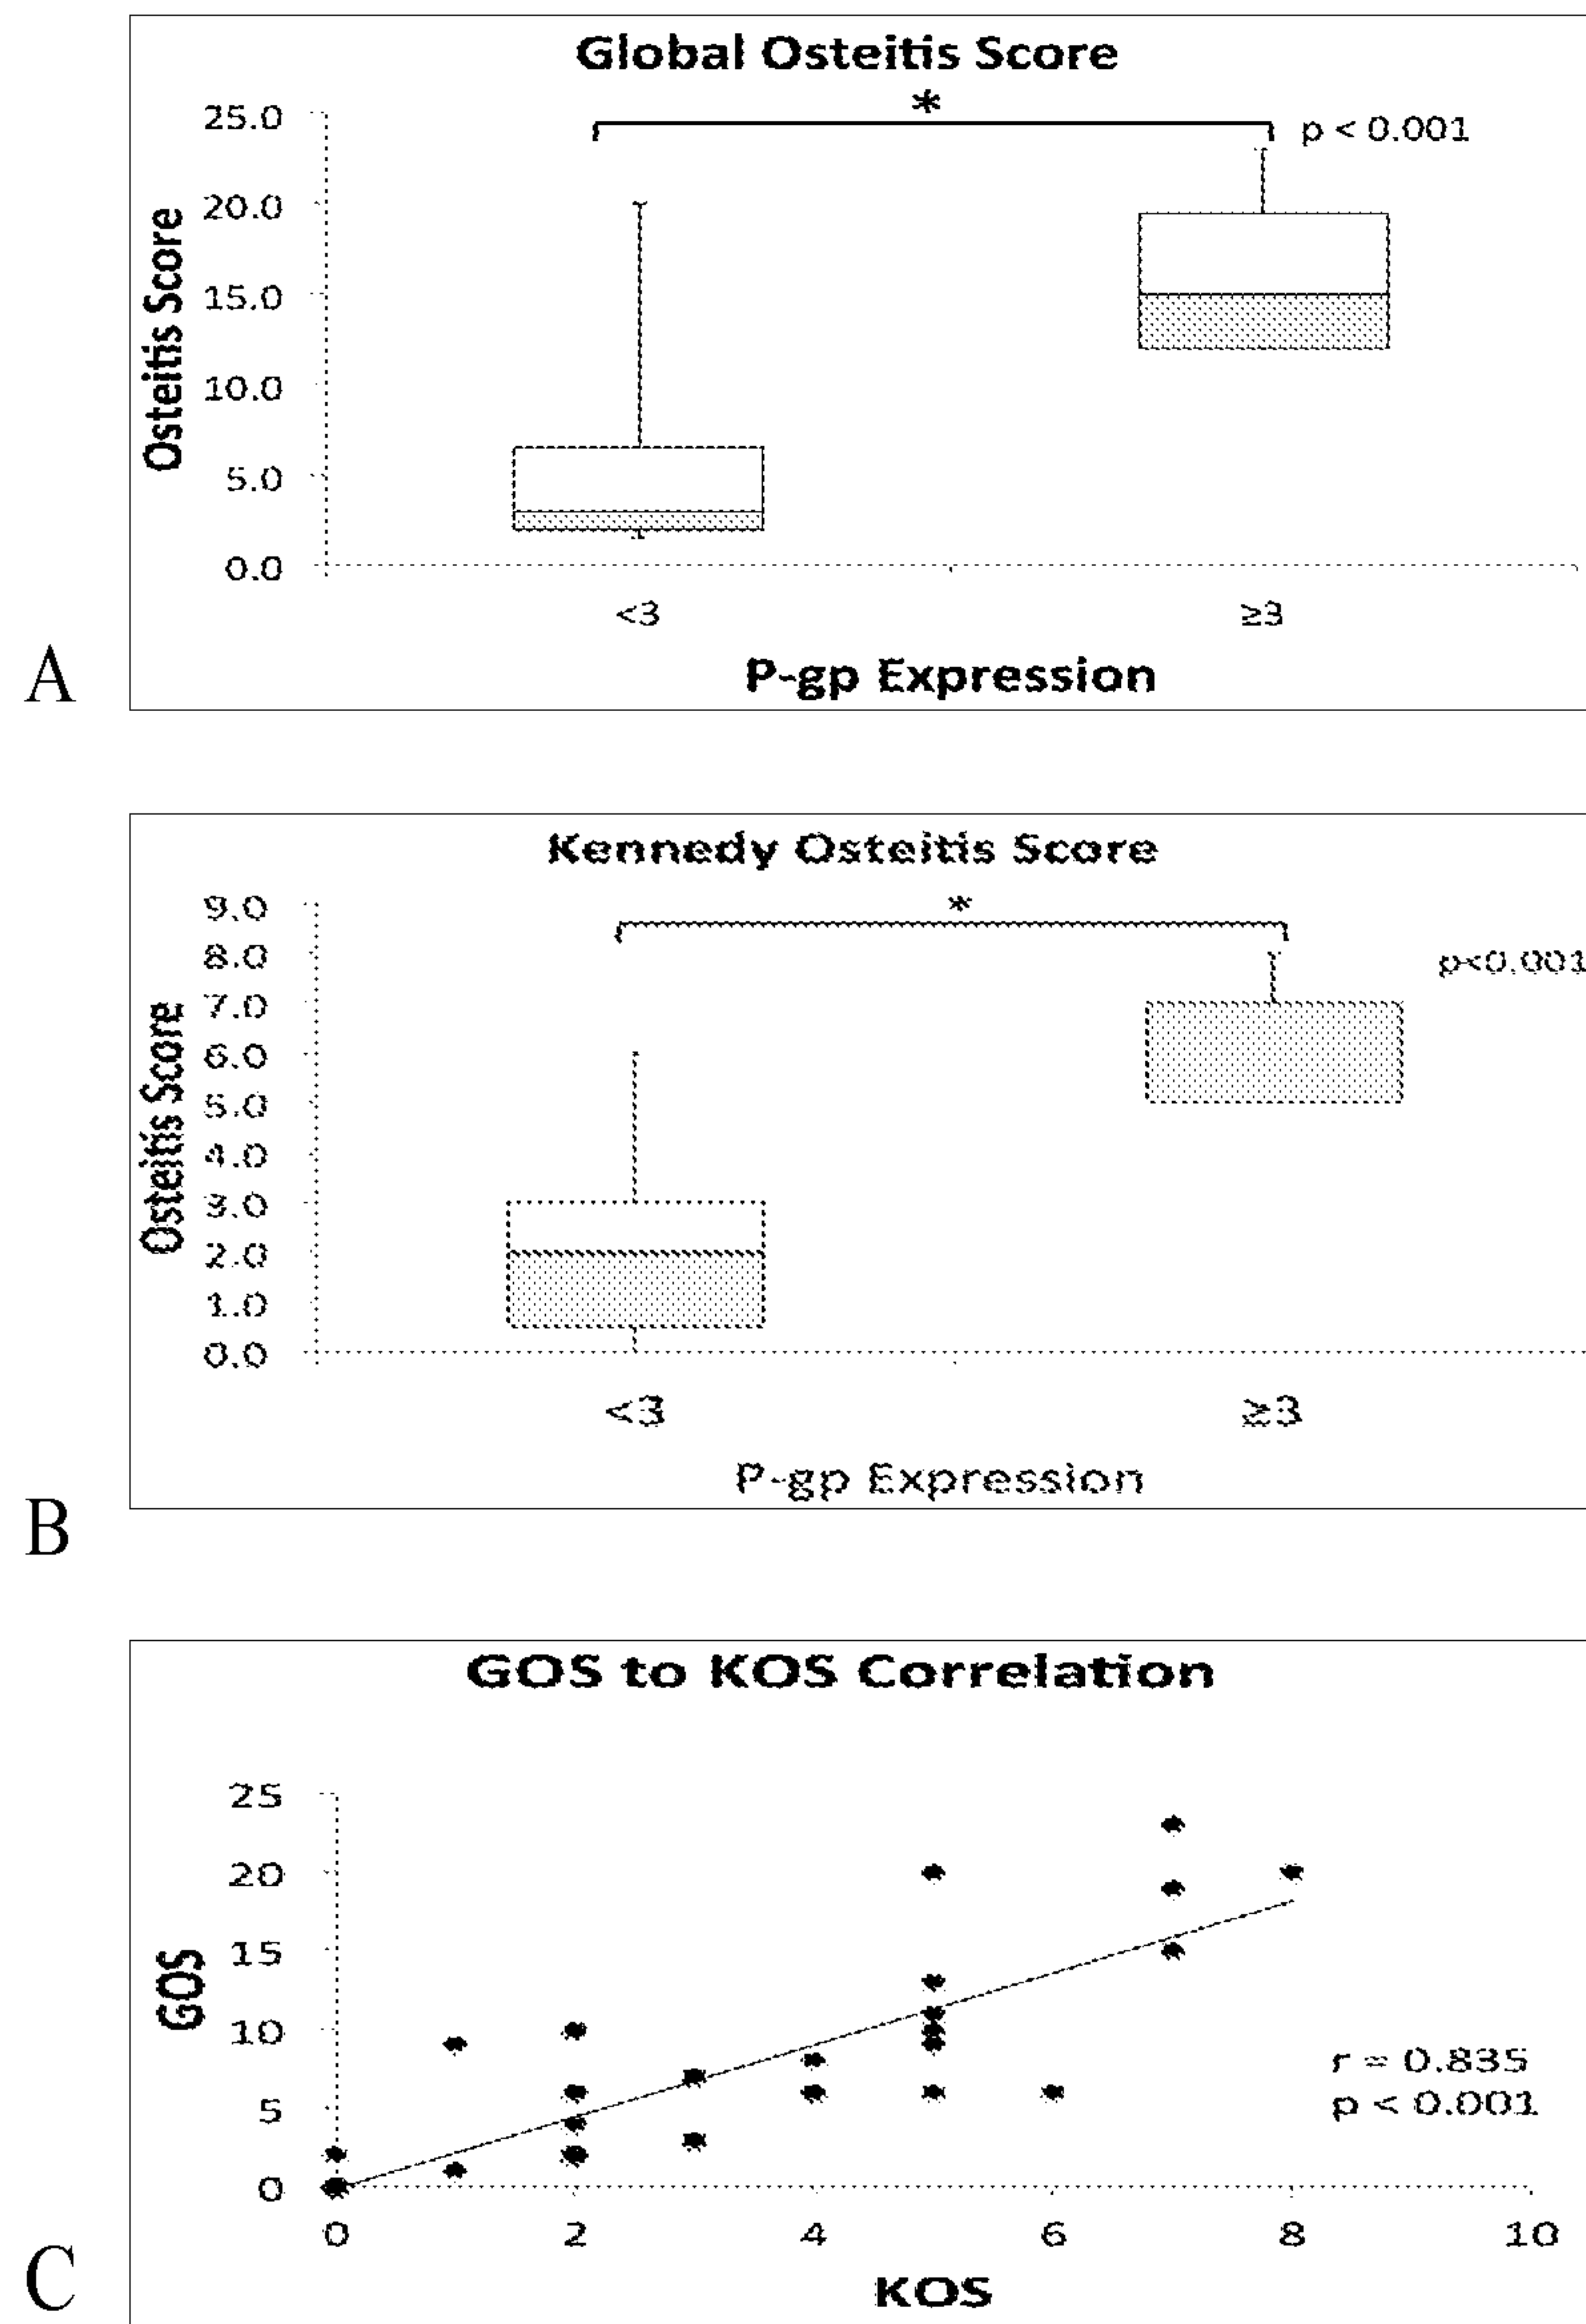 Global Osteitis Score
*
p < 0.001
25.0
20.0
15.0
10.0
5.0
0.0
Osteitis Score
<3
≥3
P-gp Expression
A
Kennedy Osteitis Score
*
p<0.001
9.0
8.0
7.0
6.0
5.0
4.0
3.0
2.0
1.0
0.0
Osteitis Score
<3
≥3
P-gp Expression
B
GOS to KOS Correlation
25
20
15
10
5
0
GOS
r = 0.835
p < 0.001
0 2 4 6 8 10
KOS
C